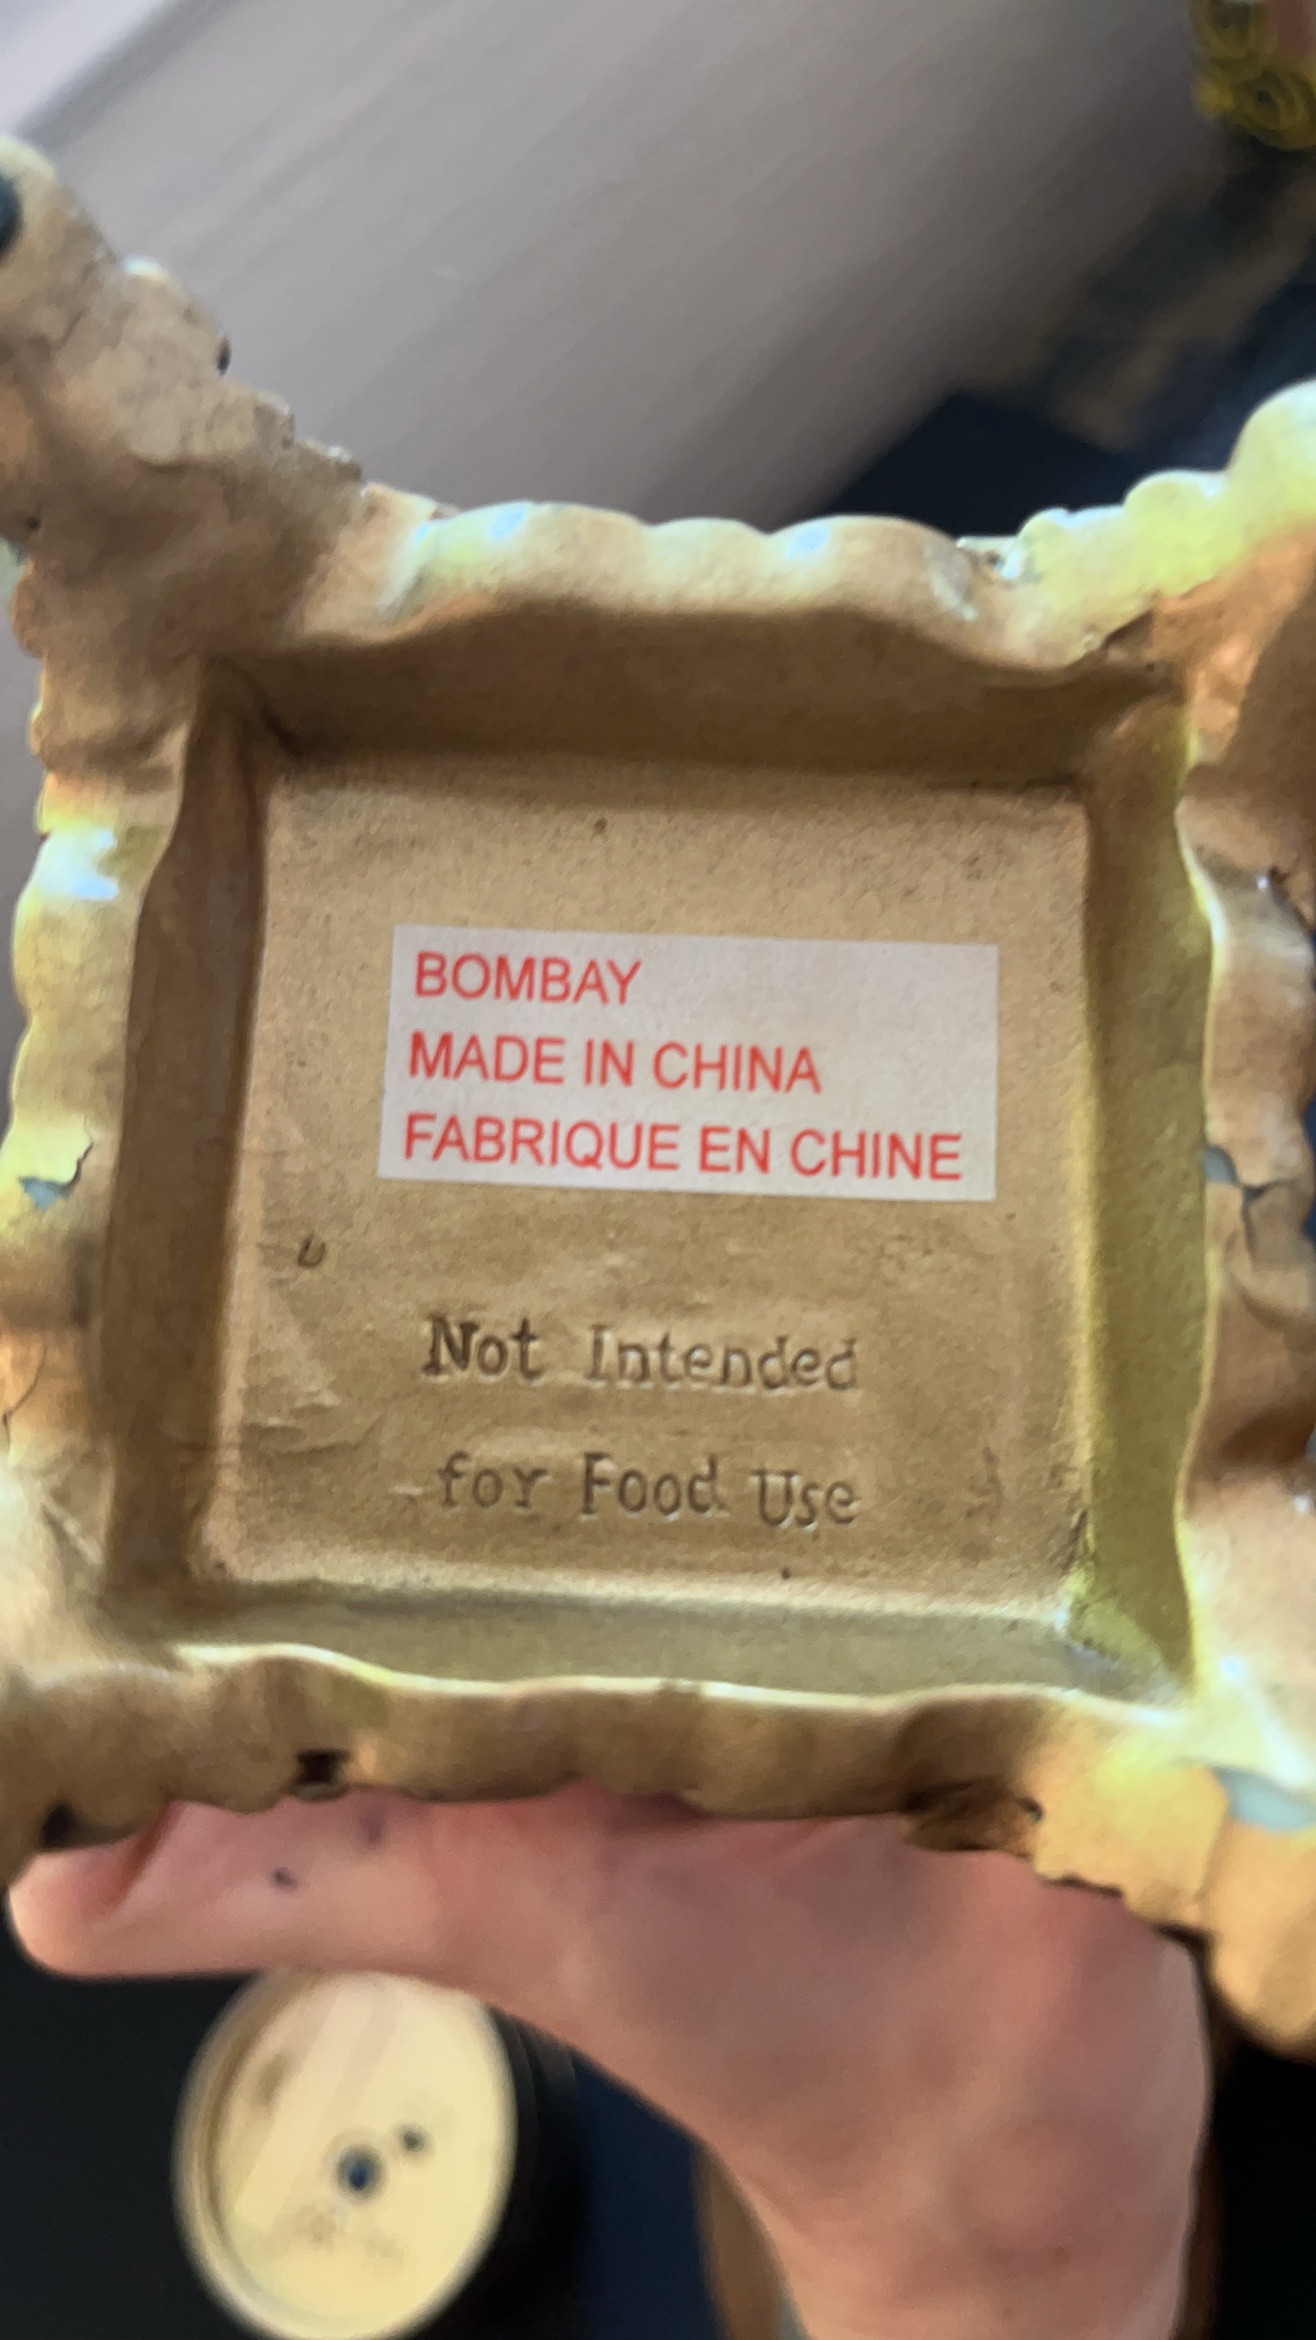 BOMBAY
MADE IN CHINA
FABRIQUE EN CHINE
Not Intended
for Food Use